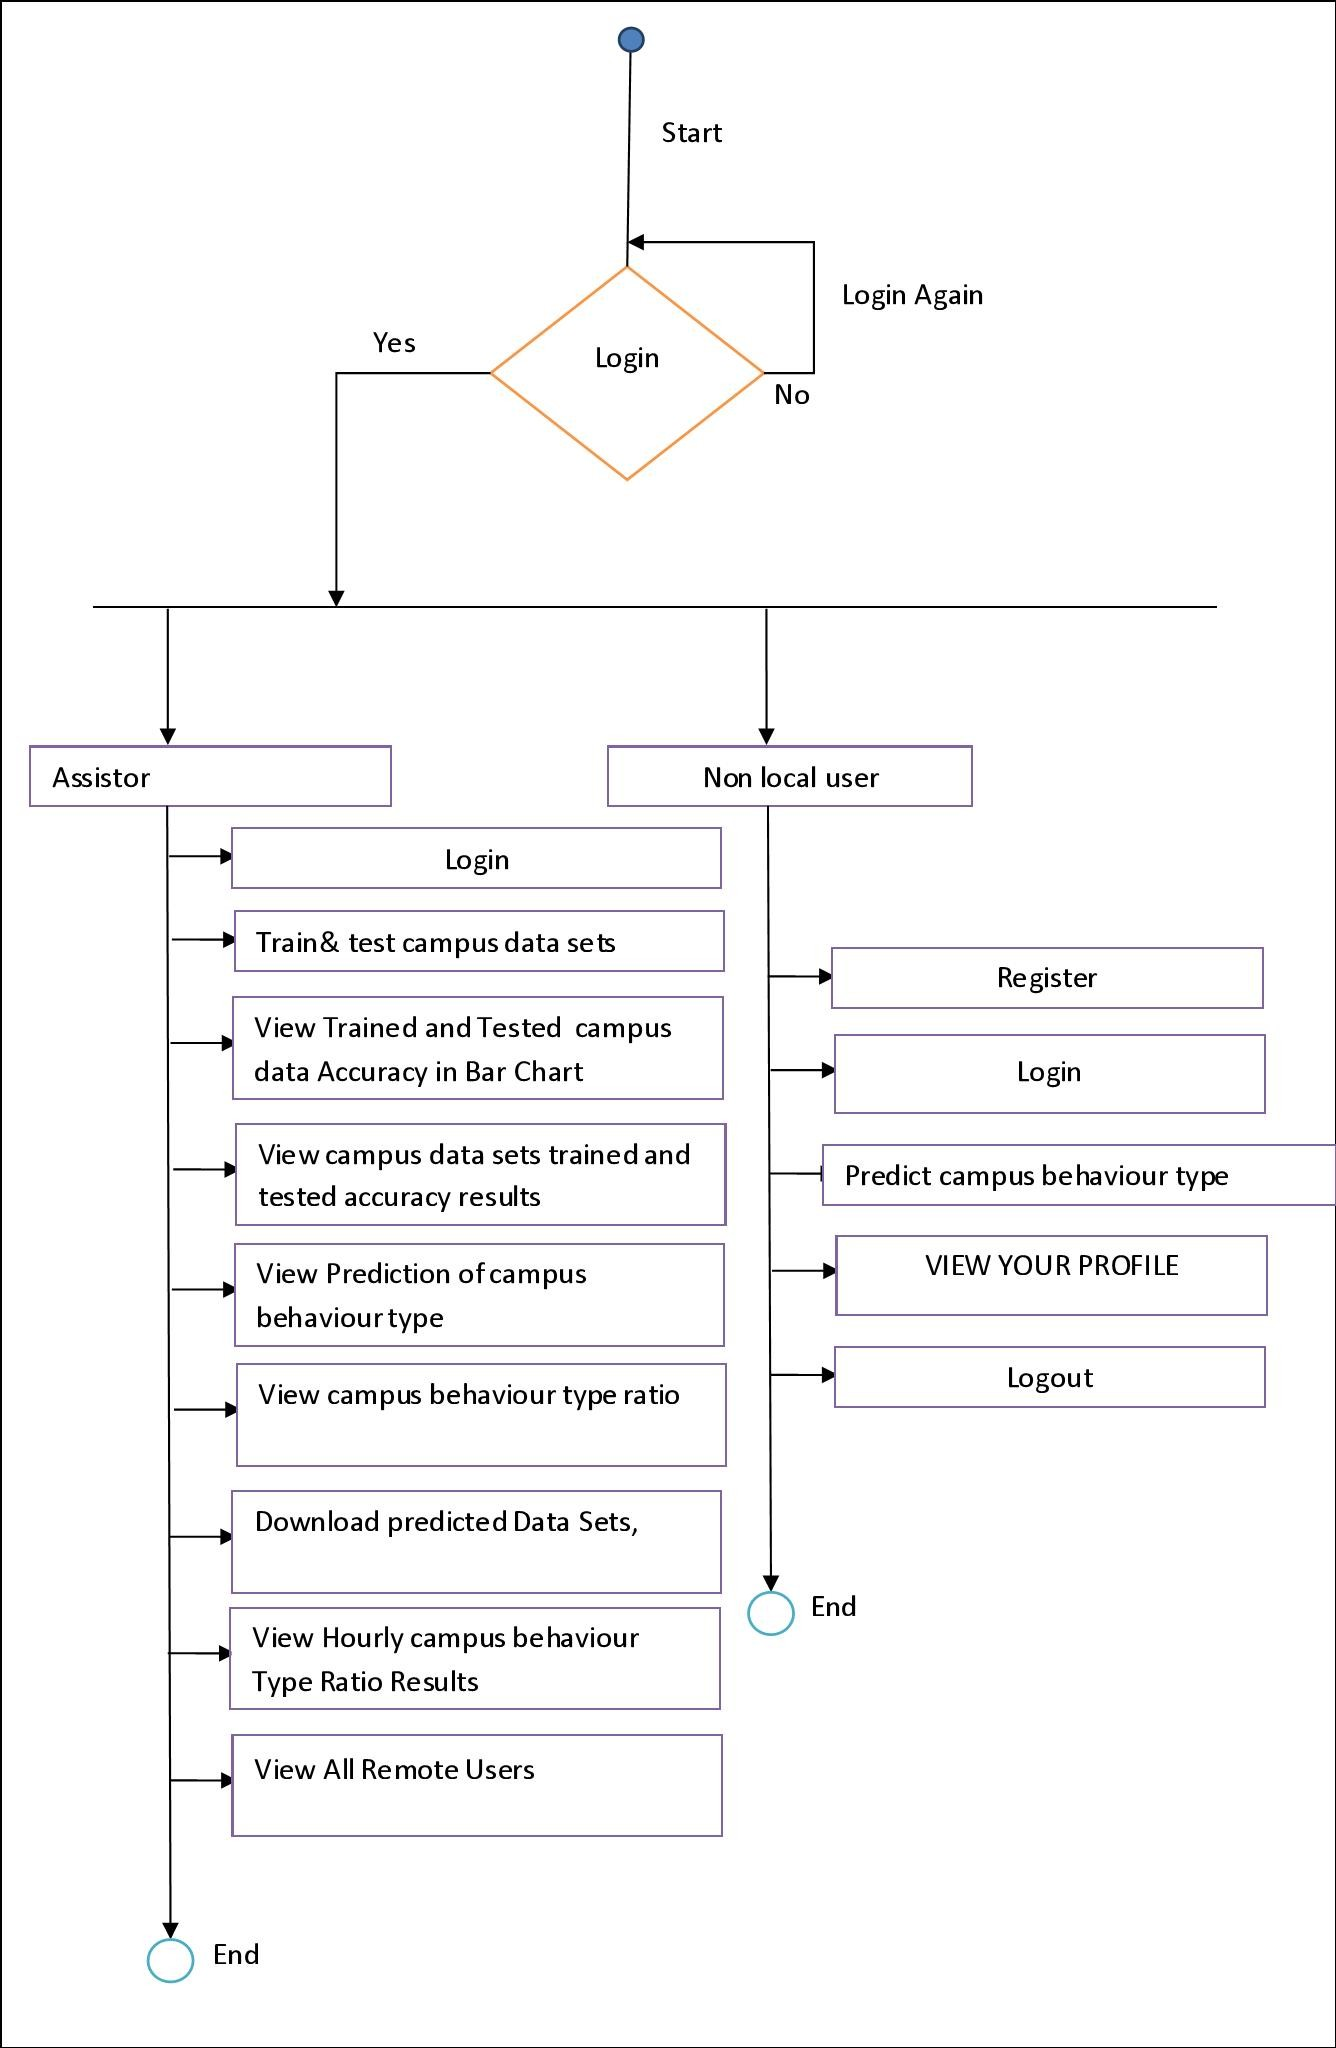 Start
Login Again
Yes
Login
No
Assistor
Non local user
Login
Train& test campus data sets
View Trained and Tested campus
data Accuracy in Bar Chart
View campus data sets trained and
tested accuracy results
View Prediction of campus
behaviour type
View campus behaviour type ratio
Download predicted Data Sets,
View Hourly campus behaviour
Type Ratio Results
View All Remote Users
End
Register
Login
Predict campus behaviour type
VIEW YOUR PROFILE
Logout
End